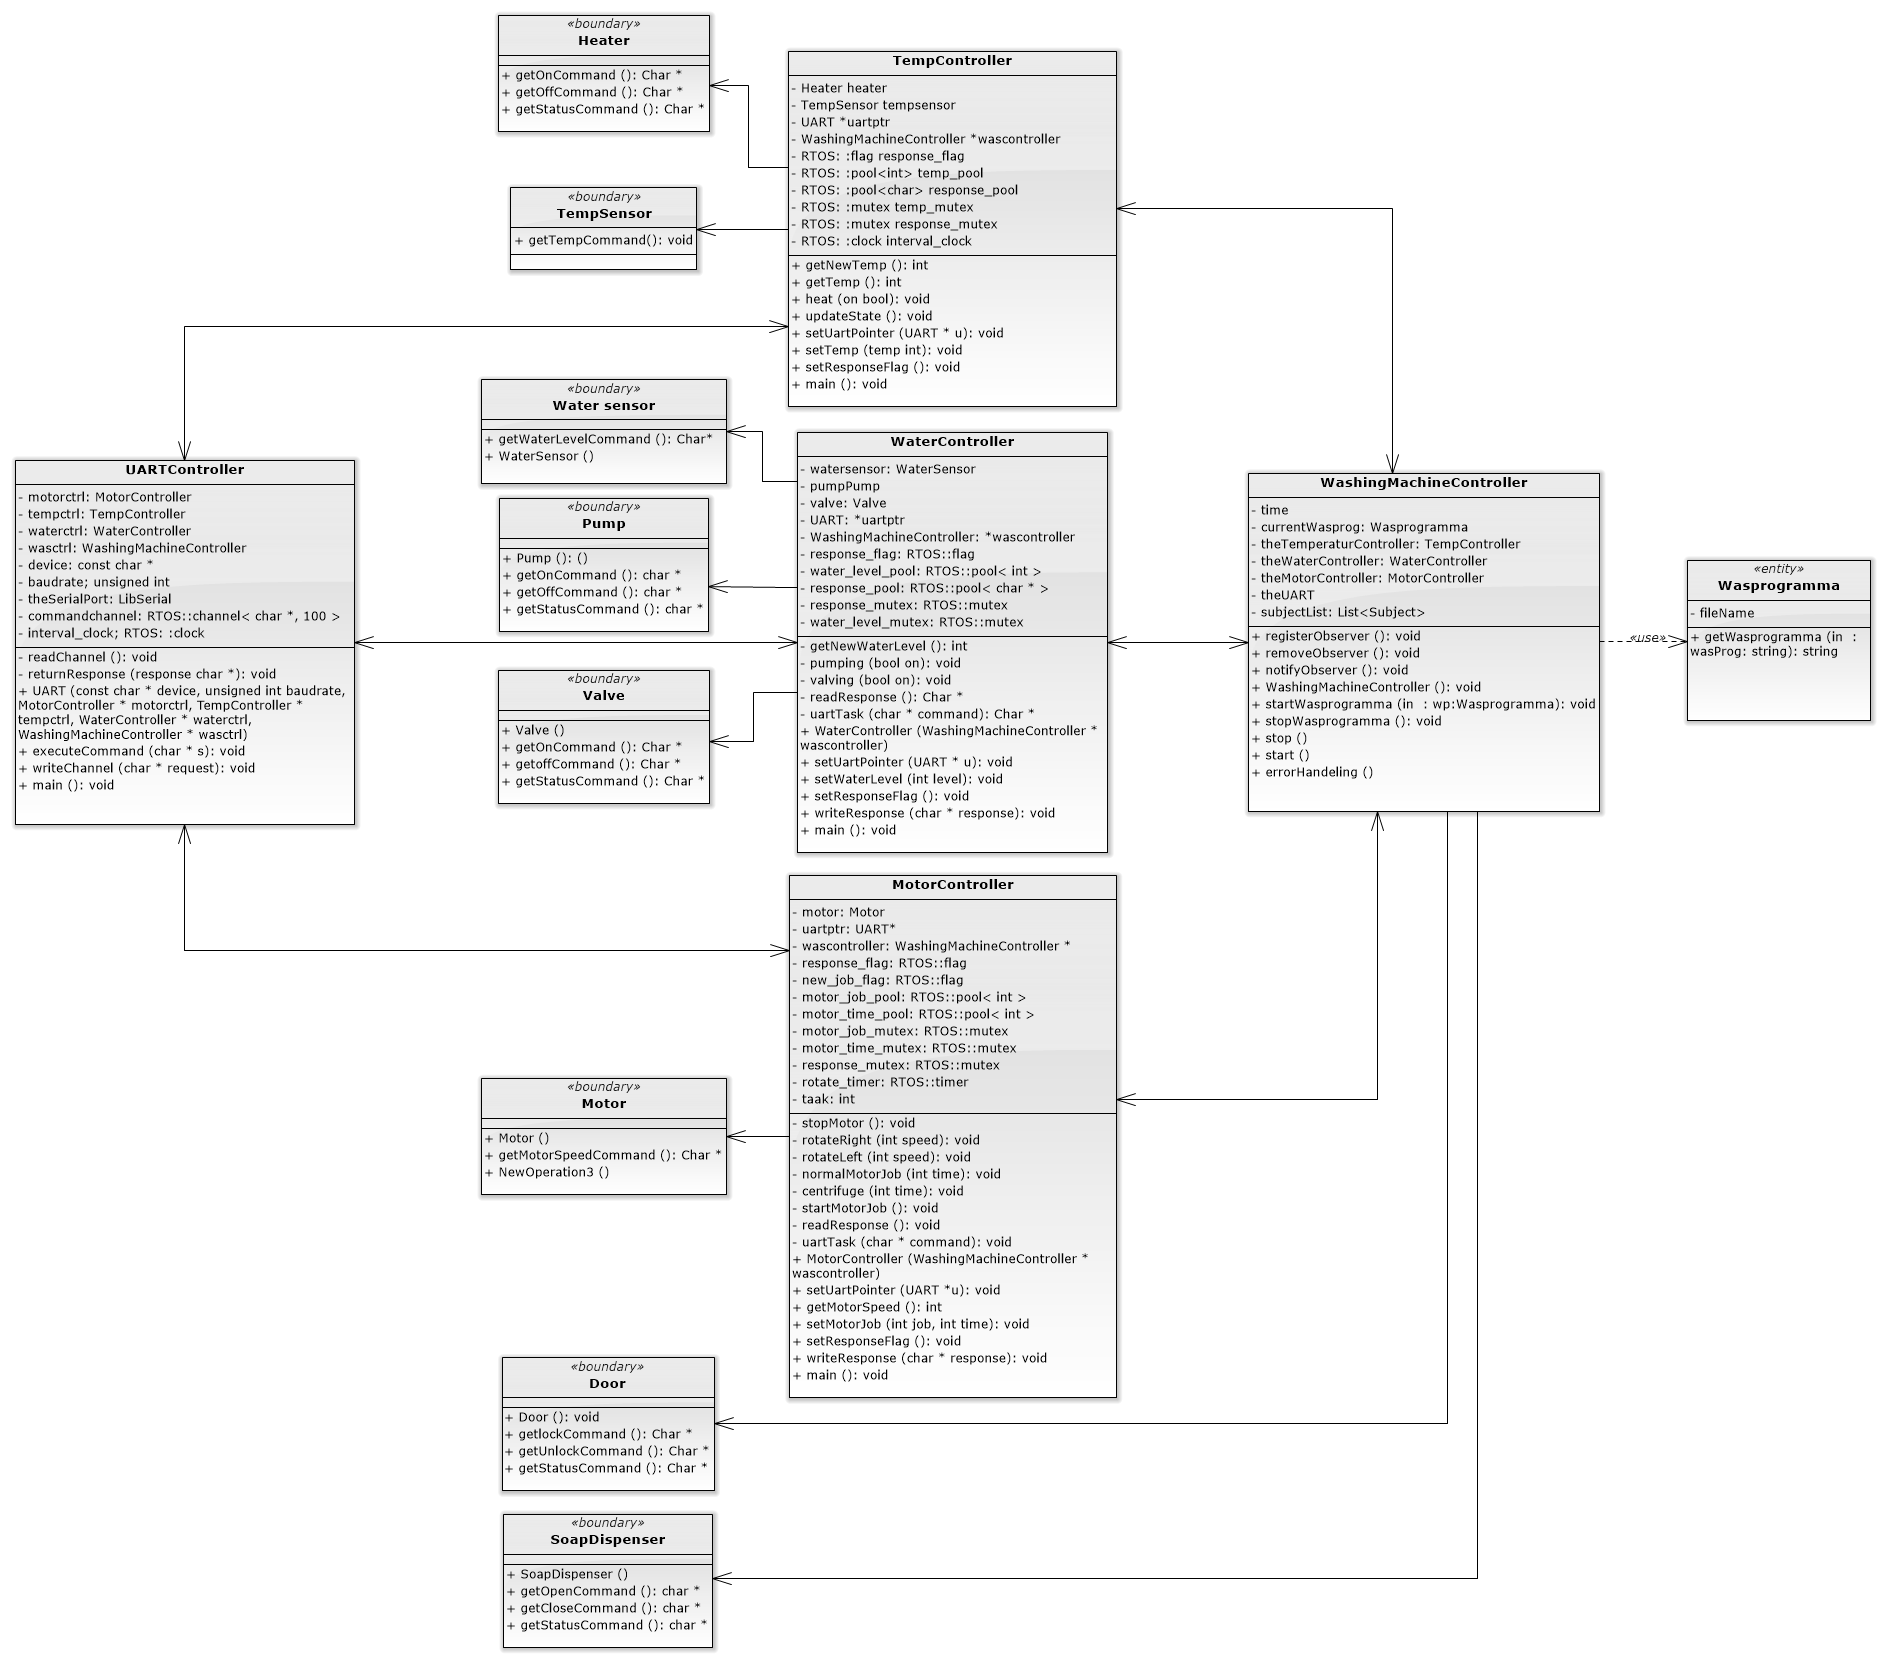 «boundary»
Heater
+ getOnCommand (): Char *
+ getOffCommand (): Char *
+ getStatusCommand (): Char *
TempController
- Heater heater
- TempSensor tempsensor
- UART *uartptr
- WashingMachineController *wascontroller
- RTOS: :flag response_flag
- RTOS: :pool<int> temp_pool
- RTOS: :pool<char> response_pool
- RTOS: :mutex temp_mutex
- RTOS: :mutex response_mutex
- RTOS: :clock interval_clock
+ getNewTemp (): int
+ getTemp (): int
+ heat (on bool): void
+ updateState (): void
+ setUartPointer (UART * u): void
+ setTemp (temp int): void
+ setResponseFlag (): void
+ main (): void
«boundary»
TempSensor
+ getTempCommand(): void
«boundary»
Water sensor
+ getWaterLevelCommand (): Char*
+ WaterSensor ()
«boundary»
Pump
+ Pump (): ()
+ getOnCommand (): char *
+ getOffCommand (): char *
+ getStatusCommand (): char *
«boundary»
Valve
+ Valve ()
+ getOnCommand (): Char *
+ getoffCommand (): Char *
+ getStatusCommand (): Char *
UARTController
- motorctrl: MotorController
- tempctrl: TempController
- waterctrl: WaterController
- wasctrl: WashingMachineController
- device: const char *
- baudrate; unsigned int
- theSerialPort: LibSerial
- commandchannel: RTOS::channel< char *, 100 >
- interval_clock; RTOS: :clock
- readChannel (): void
- returnResponse (response char *): void
+ UART (const char * device, unsigned int baudrate,
MotorController * motorctrl, TempController *
tempctrl, WaterController * waterctrl,
WashingMachineController * wasctrl)
+ executeCommand (char * s): void
+ writeChannel (char * request): void
+ main (): void
WaterController
- watersensor: WaterSensor
- pumpPump
- valve: Valve
- UART: *uartptr
- WashingMachineController: *wascontroller
- response_flag: RTOS::flag
- water_level_pool: RTOS::pool< int >
- response_pool: RTOS::pool< char * >
- response_mutex: RTOS::mutex
- water_level_mutex: RTOS::mutex
- getNewWaterLevel (): int
- pumping (bool on): void
- valving (bool on): void
- readResponse (): Char *
- uartTask (char * command): Char *
+ WaterController (WashingMachineController *
wascontroller)
+ setUartPointer (UART * u): void
+ setWaterLevel (int level): void
+ setResponseFlag (): void
+ writeResponse (char * response): void
+ main (): void
WashingMachineController
- time
- currentWasprog: Wasprogramma
- theTemperaturController: TempController
- theWaterController: WaterController
- theMotorController: MotorController
- theUART
- subjectList: List<Subject>
+ registerObserver (): void
+ removeObserver (): void
+ notifyObserver (): void
+ WashingMachineController (): void
+ startWasprogramma (in  : wp:Wasprogramma): void
+ stopWasprogramma (): void
+ stop ()
+ start ()
+ errorHandeling ()
«use»
«entity»
Wasprogramma
- fileName
+ getWasprogramma (in  :
wasProg: string): string
MotorController
- motor: Motor
- uartptr: UART*
- wascontroller: WashingMachineController *
- response_flag: RTOS::flag
- new_job_flag: RTOS::flag
- motor_job_pool: RTOS::pool< int >
- motor_time_pool: RTOS::pool< int >
- motor_job_mutex: RTOS::mutex
- motor_time_mutex: RTOS::mutex
- response_mutex: RTOS::mutex
- rotate_timer: RTOS::timer
- taak: int
- stopMotor (): void
- rotateRight (int speed): void
- rotateLeft (int speed): void
- normalMotorJob (int time): void
- centrifuge (int time): void
- startMotorJob (): void
- readResponse (): void
- uartTask (char * command): void
+ MotorController (WashingMachineController *
wascontroller)
+ setUartPointer (UART *u): void
+ getMotorSpeed (): int
+ setMotorJob (int job, int time): void
+ setResponseFlag (): void
+ writeResponse (char * response): void
+ main (): void
«boundary»
Motor
+ Motor ()
+ getMotorSpeedCommand (): Char *
+ NewOperation3 ()
«boundary»
Door
+ Door (): void
+ getlockCommand (): Char *
+ getUnlockCommand (): Char *
+ getStatusCommand (): Char *
«boundary»
SoapDispenser
+ SoapDispenser ()
+ getOpenCommand (): char *
+ getCloseCommand (): char *
+ getStatusCommand (): char *